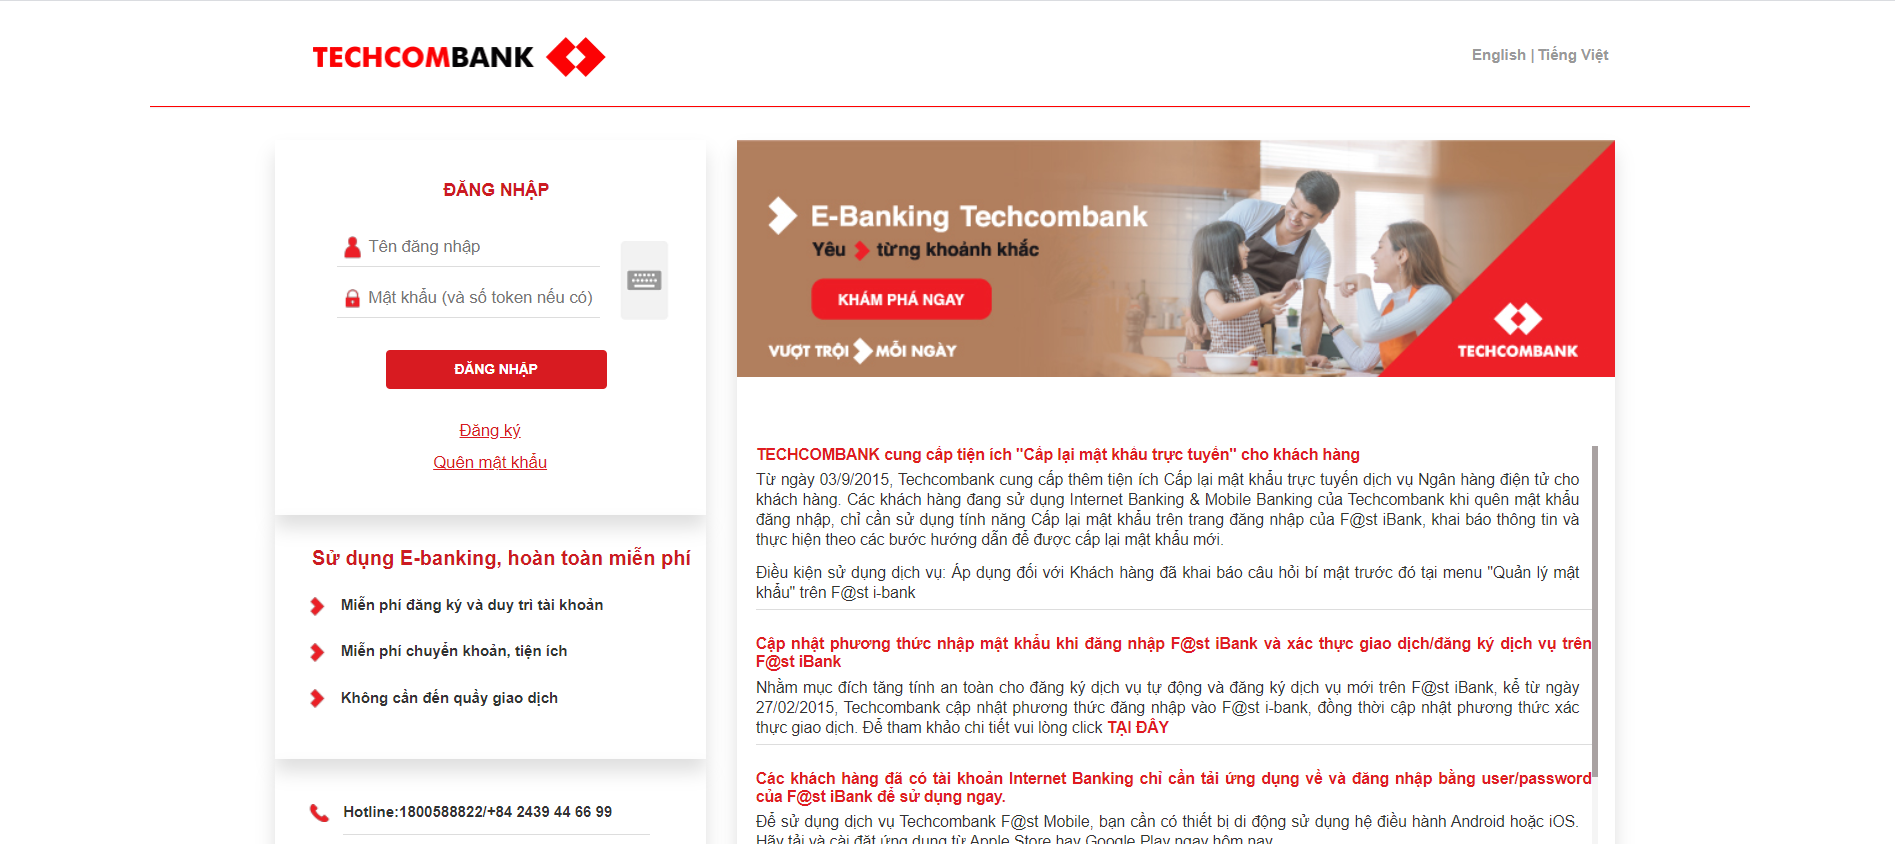 TECHCOMBANK
English | Tiếng Việt
ĐĂNG NHẬP
Tên đăng nhập
Mật khẩu (và số token nếu có)
ĐĂNG NHẬP
Đăng ký
Quên mật khẩu
Sử dụng E-banking, hoàn toàn miễn phí
Miễn phí đăng ký và duy trì tài khoản
Miễn phí chuyển khoản, tiện ích
Không cần đến quầy giao dịch
Hotline:1800588822/+84 2439 44 66 99
E-Banking Techcombank
Yêu từng khoảnh khắc
KHÁM PHÁ NGAY
VƯỢT TRỘI MỖI NGÀY
TECHCOMBANK
TECHCOMBANK cung cấp tiện ích "Cấp lại mật khẩu trực tuyến" cho khách hàng
Từ ngày 03/9/2015, Techcombank cung cấp thêm tiện ích Cấp lại mật khẩu trực tuyến dịch vụ Ngân hàng điện tử cho
khách hàng. Các khách hàng đang sử dụng Internet Banking & Mobile Banking của Techcombank khi quên mật khẩu
đăng nhập, chỉ cần sử dụng tính năng Cấp lại mật khẩu trên trang đăng nhập của F@st iBank, khai báo thông tin và
thực hiện theo các bước hướng dẫn để được cấp lại mật khẩu mới.
Điều kiện sử dụng dịch vụ: Áp dụng đối với Khách hàng đã khai báo câu hỏi bí mật trước đó tại menu "Quản lý mật
khẩu" trên F@st i-bank
Cập nhật phương thức nhập mật khẩu khi đăng nhập F@st iBank và xác thực giao dịch/đăng ký dịch vụ trên
F@st iBank
Nhằm mục đích tăng tính an toàn cho đăng ký dịch vụ tự động và đăng ký dịch vụ mới trên F@st iBank, kể từ ngày
27/02/2015, Techcombank cập nhật phương thức đăng nhập vào F@st i-bank, đồng thời cập nhật phương thức xác
thực giao dịch. Để tham khảo chi tiết vui lòng click TẠI ĐÂY
Các khách hàng đã có tài khoản Internet Banking chỉ cần tải ứng dụng về và đăng nhập bằng user/password
của F@st iBank để sử dụng ngay.
Để sử dụng dịch vụ Techcombank F@st Mobile, bạn cần có thiết bị di động sử dụng hệ điều hành Android hoặc iOS.
Hãy tải và cài đặt ứng dụng từ Apple Store hay Google Play ngay hôm nay